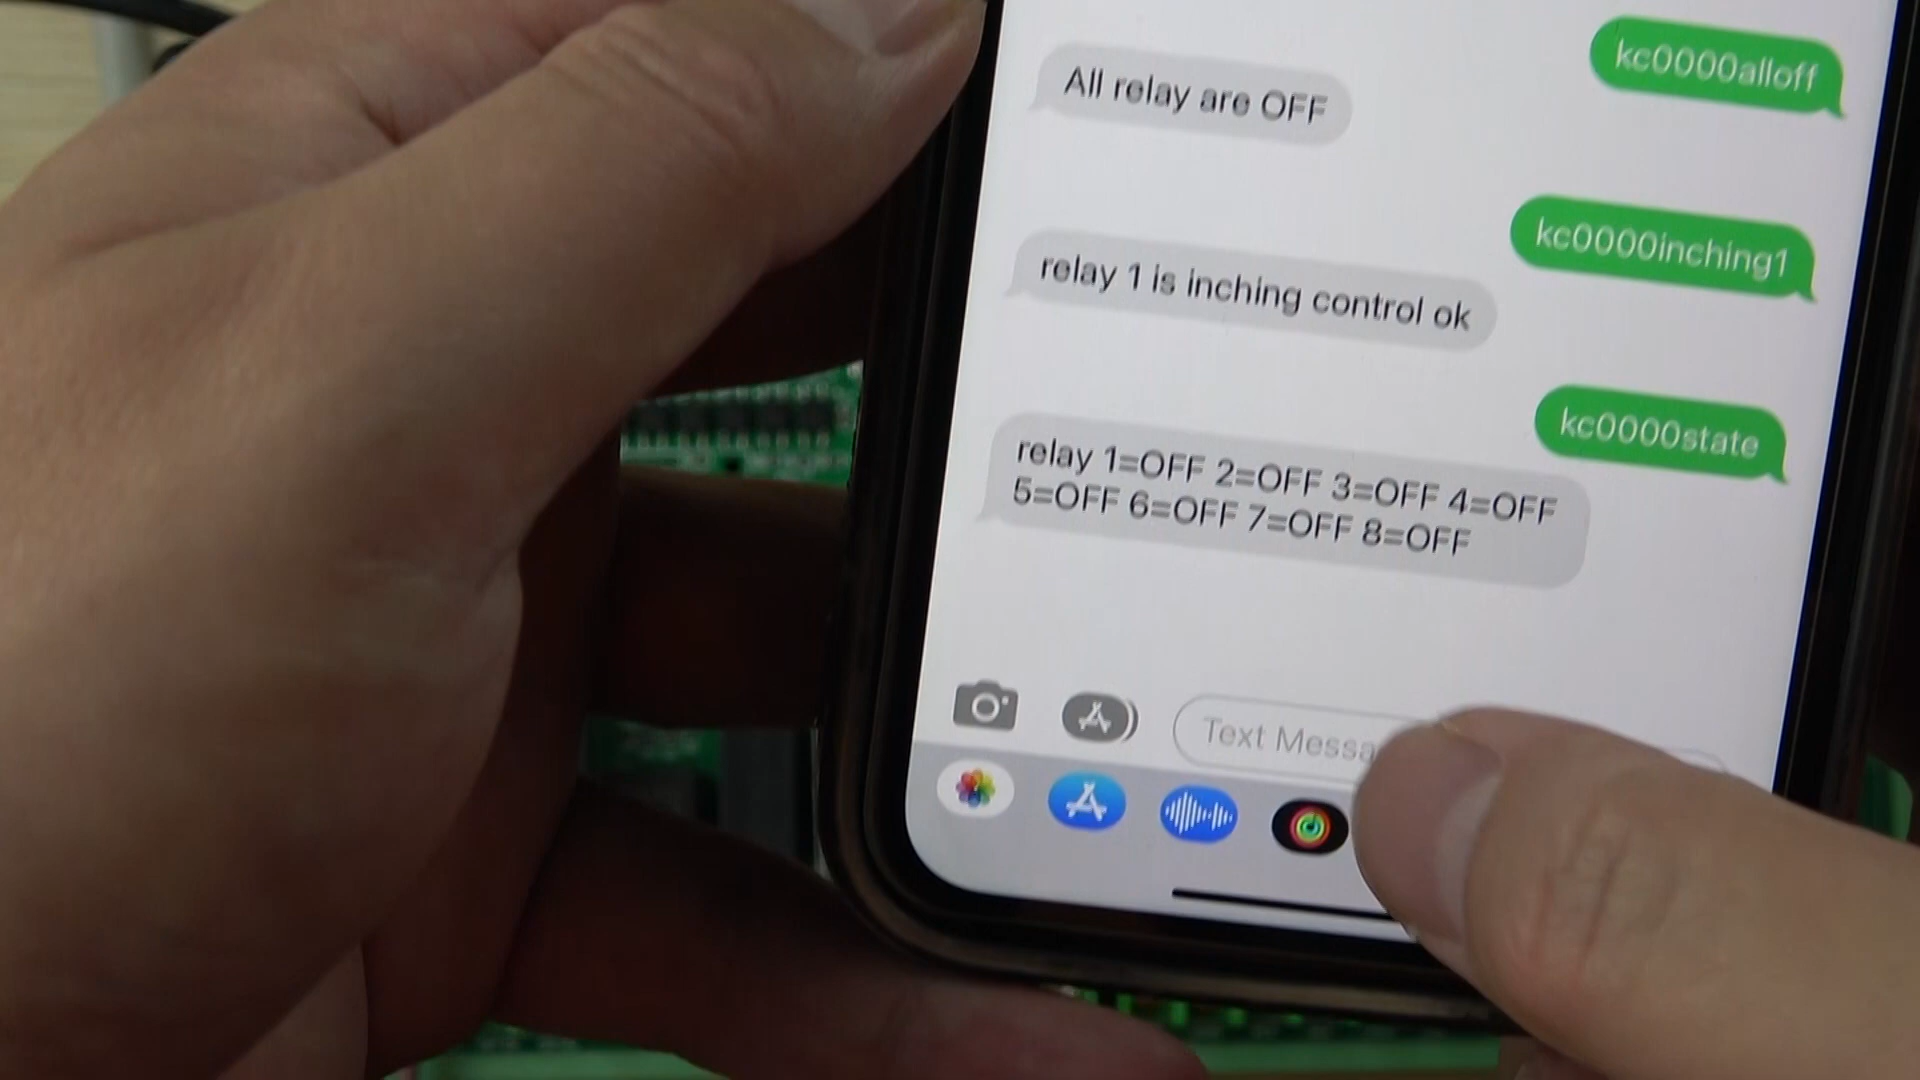 kc0000alloff
All relay are OFF
kc0000inching1
relay 1 is inching control ok
kc0000state
relay 1=OFF 2=OFF 3=OFF 4=OFF
5=OFF 6=OFF 7=OFF 8=OFF
Text Messa